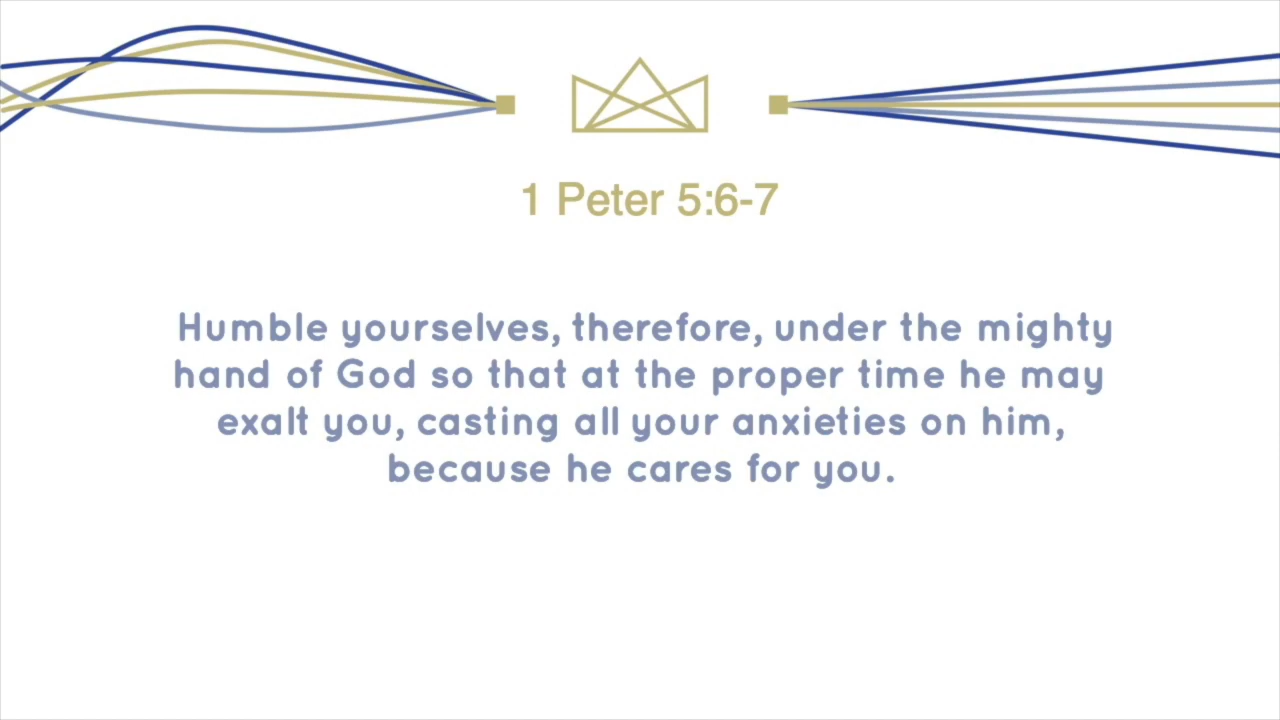 1 Peter 5:6-7
Humble yourselves, therefore, under the mighty
hand of God so that at the proper time he may
exalt you, casting all your anxieties on him,
because he cares for you.